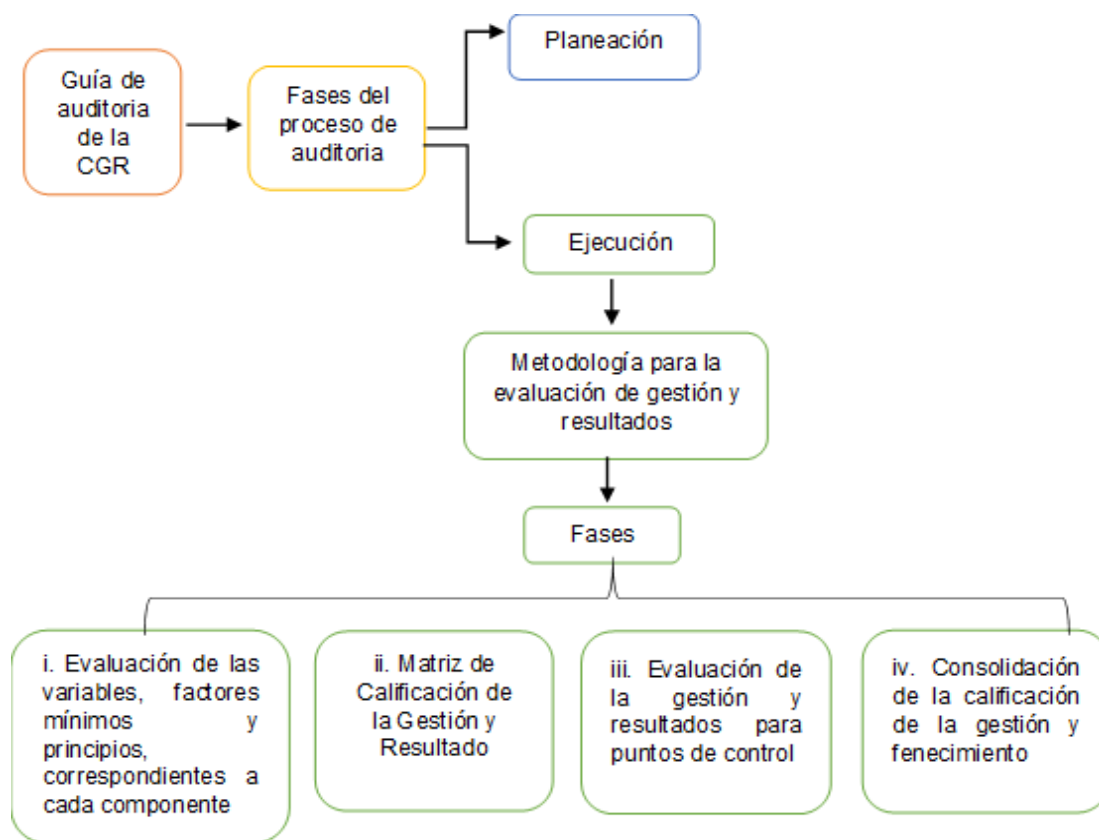 Guía de
auditoria
de la
CGR
Fases del
proceso de
auditoria
Planeación
Ejecución
Metodología para la
evaluación de gestión y
resultados
Fases
i. Evaluación de las
variables, factores
mínimos y
principios,
correspondientes a
cada componente
ii. Matriz de
Calificación de
la Gestión y
Resultado
iii. Evaluación de
la gestión y
resultados para
puntos de control
iv. Consolidación
de la calificación
de la gestión y
fenecimiento